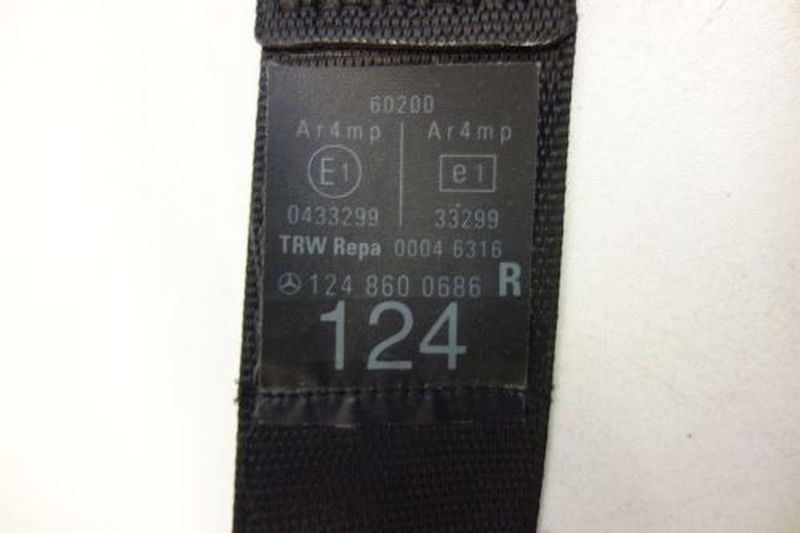 60200
Ar4mp Ar4mp
E1 e1
0433299 33299
TRW Repa 0004 6316
124 860 0686 R
124